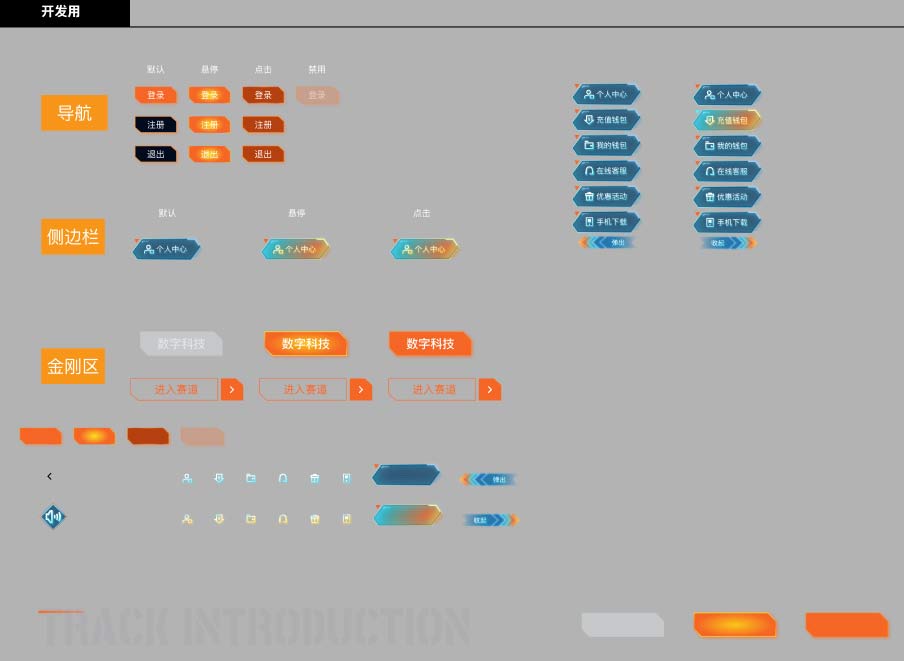 开发用
默认 悬停 点击 禁用
导航
登录 登录 登录 登录
注册 注册 注册
退出 退出 退出
个人中心 个人中心
充值钱包 充值钱包
我的钱包 我的钱包
在线客服 在线客服
优惠活动 优惠活动
手机下载 手机下载
弹出 收起
默认 悬停 点击
侧边栏
个人中心 个人中心 个人中心
金刚区
数字科技 数字科技 数字科技
进入赛道 进入赛道 进入赛道
弹出
收起
TRACK INTRODUCTION